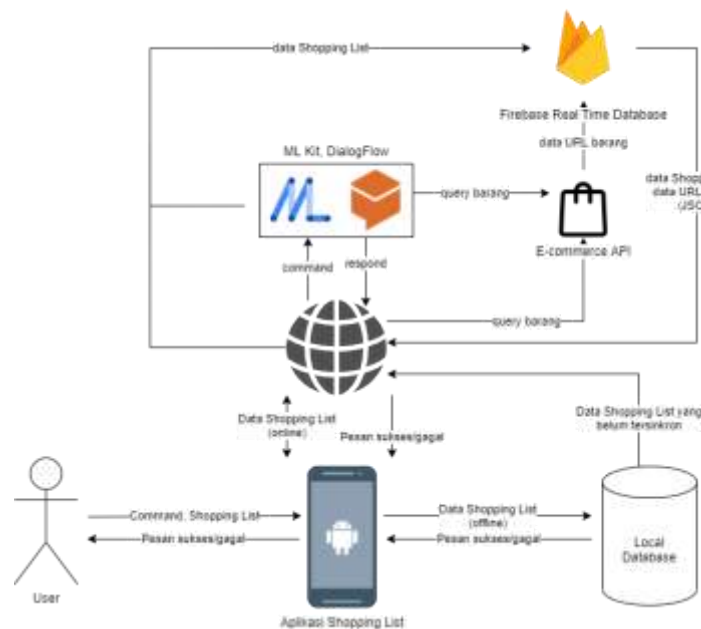 data Shopping List
Firebase Real Time Database
data URL barang
ML Kit, DialogFlow
data Shop
data URL
(JSO
query barang
E-commerce API
command
respond
query barang
Data Shopping List
(online)
Pesan sukses/gagal
Data Shopping List yang
belum tersinkron
Command, Shopping List
Pesan sukses/gagal
Data Shopping List
(offline)
Pesan sukses/gagal
Local
Database
User
Aplikasi Shopping List